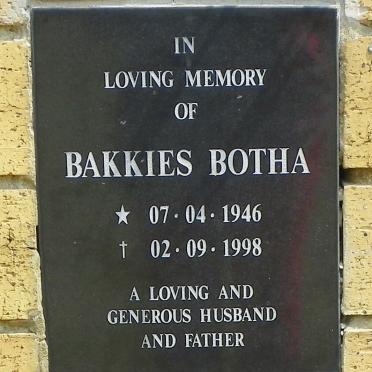 IN
LOVING MEMORY
OF
BAKKIES BOTHA
★ 07·04·1946
† 02·09·1998
A LOVING AND
GENEROUS HUSBAND
AND FATHER